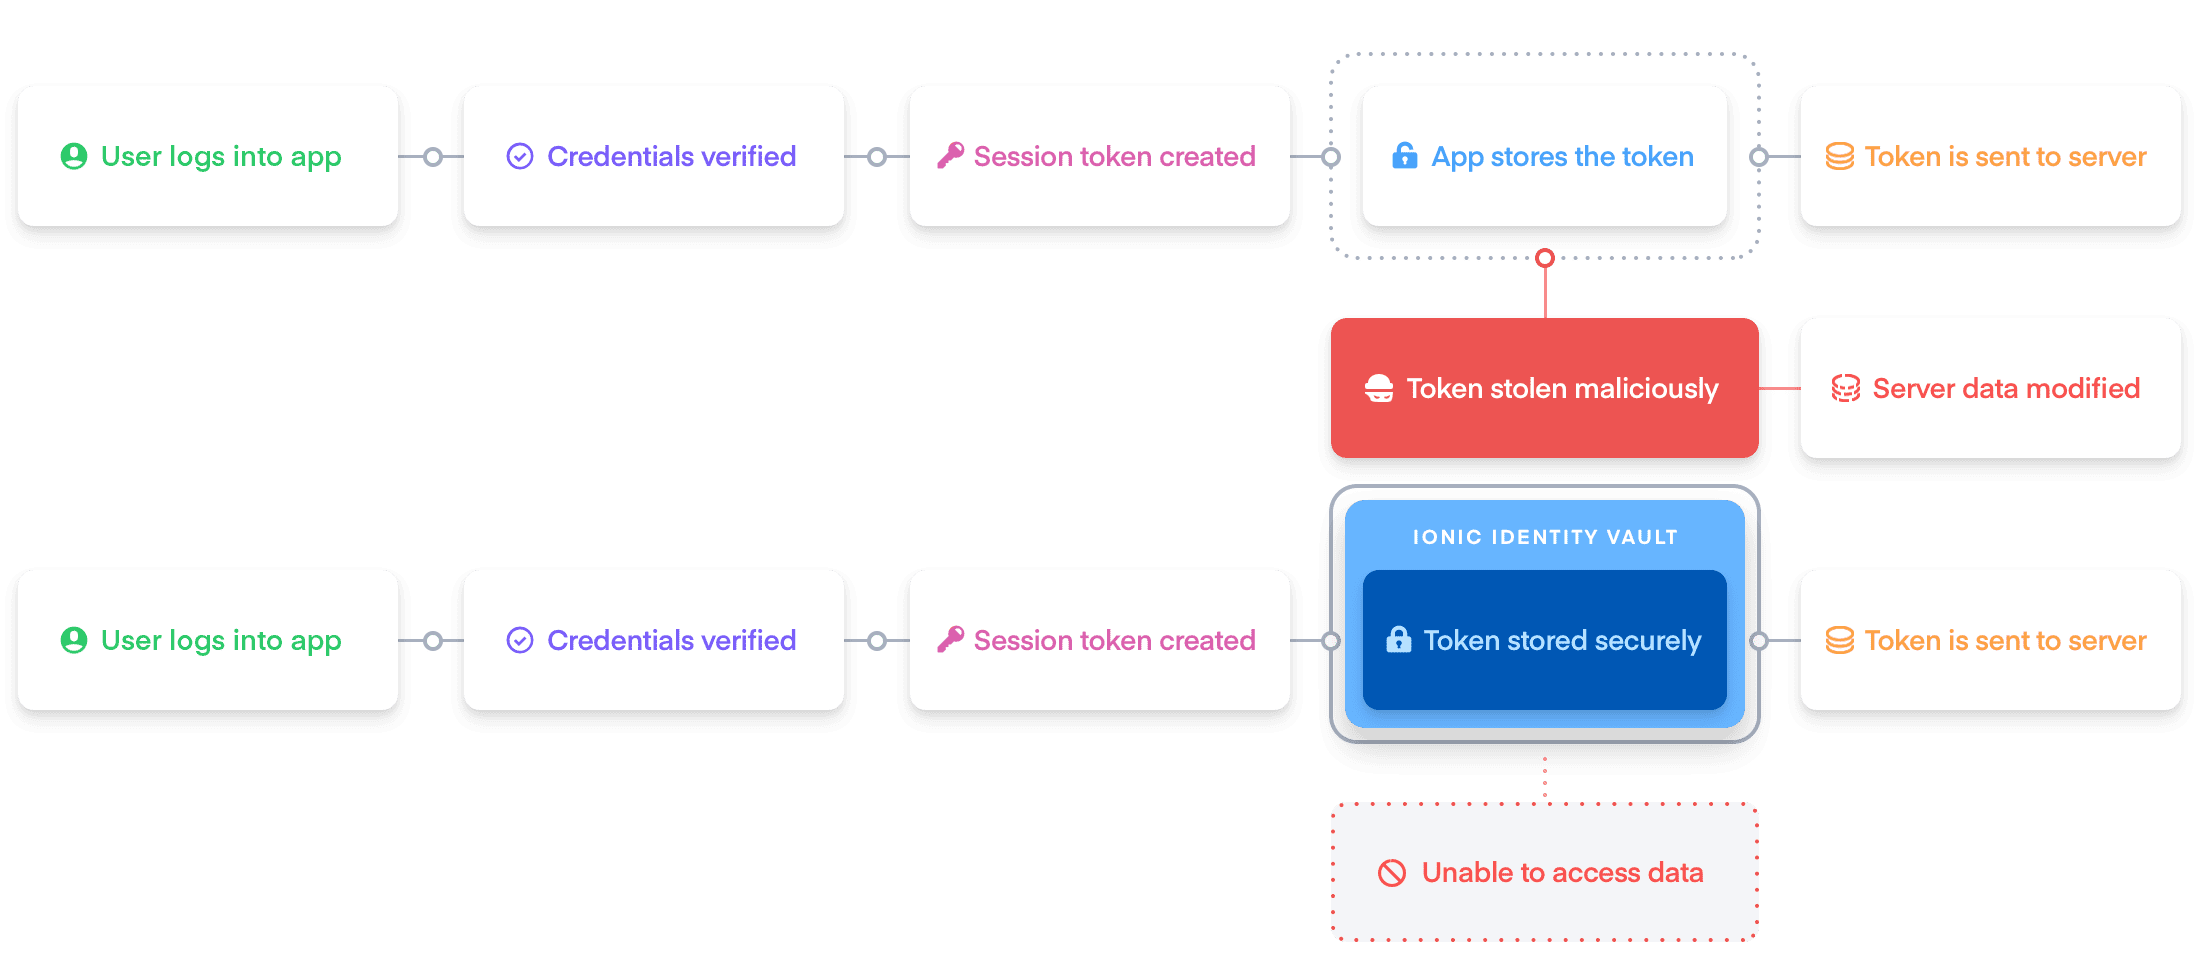 User logs into app
Credentials verified
Session token created
App stores the token
Token is sent to server
Token stolen maliciously
Server data modified
IONIC IDENTITY VAULT
User logs into app
Credentials verified
Session token created
Token stored securely
Token is sent to server
Unable to access data